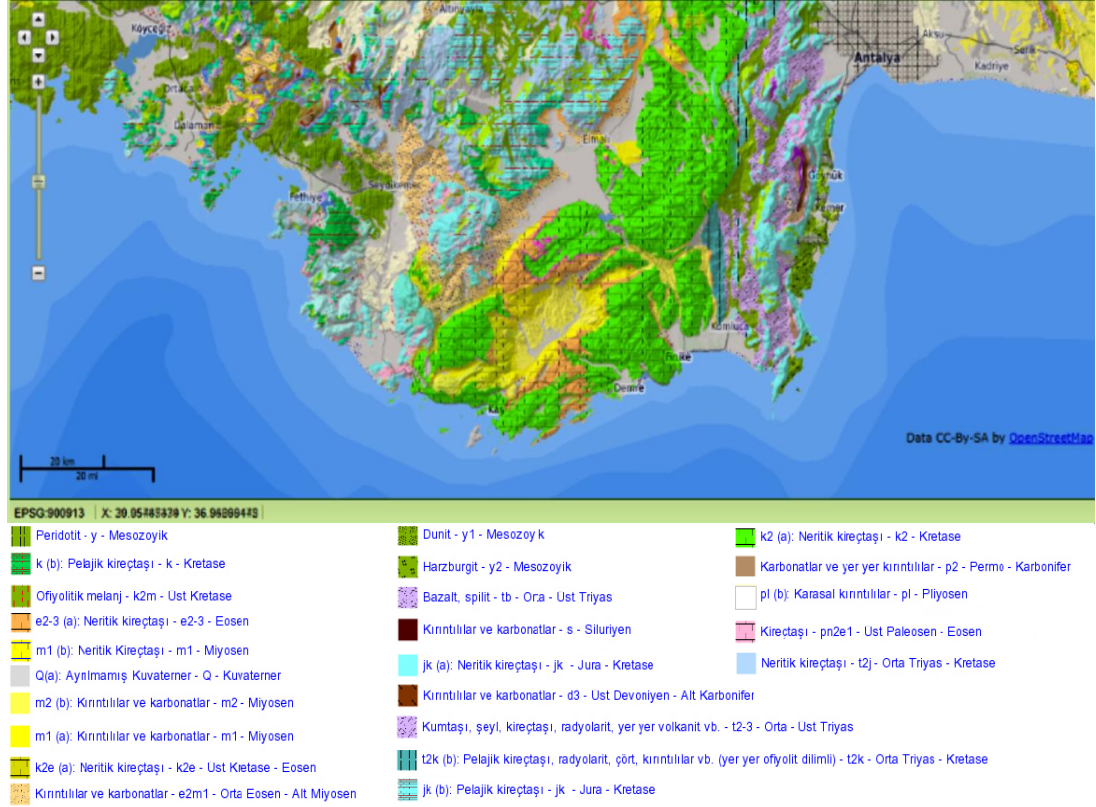 Altınyayla
Köyceğiz
Aksu
Serik
Antalya
Kadriye
Ortaca
Dalaman
Elmalı
Seydikemer
Göynük
Fethiye
Kemer
Kumluca
Finike
Demre
Data CC-By-SA by OpenStreetMap
20 km
20 mi
EPSG:900913
Peridotit - y - Mesozoyik
k (b): Pelajik kireçtaşı - k - Kretase
Ofiyolitik melanj - k2m - Ust Kretase
e2-3 (a): Neritik kireçtaşı - e2-3 - Eosen
m1 (b): Neritik Kireçtaşı - m1 - Miyosen
Q(a): Ayrılmamış Kuvaterner - Q - Kuvaterner
m2 (b): Kırıntılılar ve karbonatlar - m2 - Miyosen
m1 (a): Kırıntılılar ve karbonatlar - m1 - Miyosen
k2e (a): Neritik kireçtaşı - k2e - Ust Kretase - Eosen
Kırıntılılar ve karbonatlar - e2m1 - Orta Eosen - Alt Miyosen
Dunit - y1 - Mesozoy k
Harzburgit - y2 - Mesozoyik
Bazalt, spilit - tb - Orta - Ust Triyas
Kırıntılılar ve karbonatlar - s - Siluriyen
jk (a): Neritik kireçtaşı - jk - Jura - Kretase
Kırıntılılar ve karbonatlar - d3 - Ust Devoniyen - Alt Karbonifer
Kumtaşı, şeyl, kireçtaşı, radyolarit, yer yer volkanit vb. - t2-3 - Orta - Ust Triyas
t2k (b): Pelajik kireçtaşı, radyolarit, çört, kırıntılılar vb. (yer yer ofiyolit dilimli) - t2k - Orta Triyas - Kretase
jk (b): Pelajik kireçtaşı - jk - Jura - Kretase
k2 (a): Neritik kireçtaşı - k2 - Kretase
Karbonatlar ve yer yer kırıntılılar - p2 - Permo - Karbonifer
pl (b): Karasal kırıntılılar - pl - Pliyosen
Kireçtaşı - pn2e1 - Ust Paleosen - Eosen
Neritik kireçtaşı - t2j - Orta Triyas - Kretase